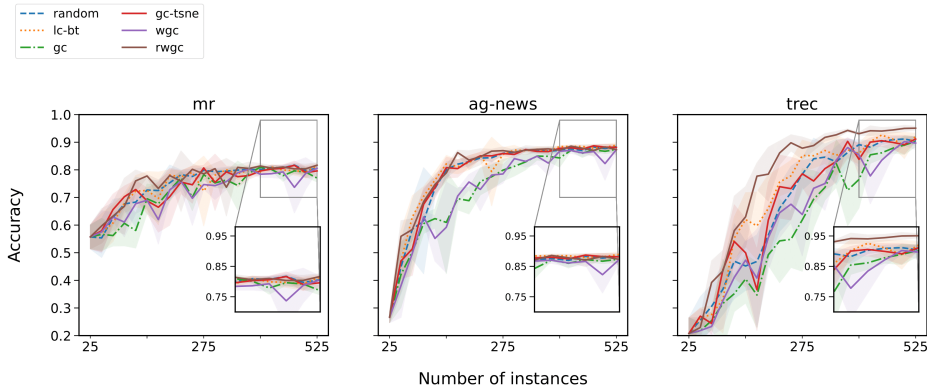 random
lc-bt
gc
gc-tsne
wgc
rwgc
mr
ag-news
trec
Accuracy
1.0
0.9
0.8
0.7
0.6
0.5
0.4
0.3
0.2
0.95
0.85
0.75
0.95
0.85
0.75
0.95
0.85
0.75
25 275 525
25 275 525
25 275 525
Number of instances